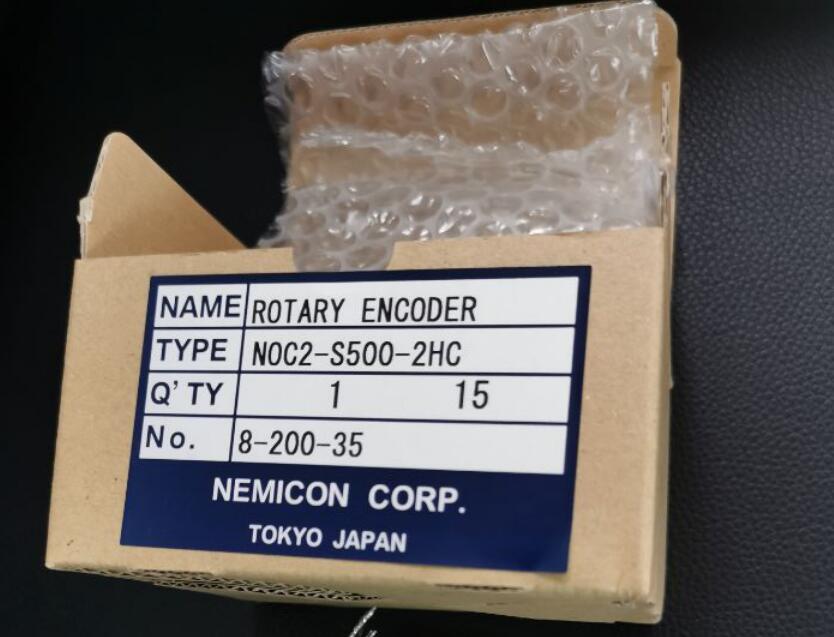 NAME ROTARY ENCODER
TYPE NOC2-S500-2HC
Q'TY 1 15
No. 8-200-35
NEMICON CORP.
TOKYO JAPAN